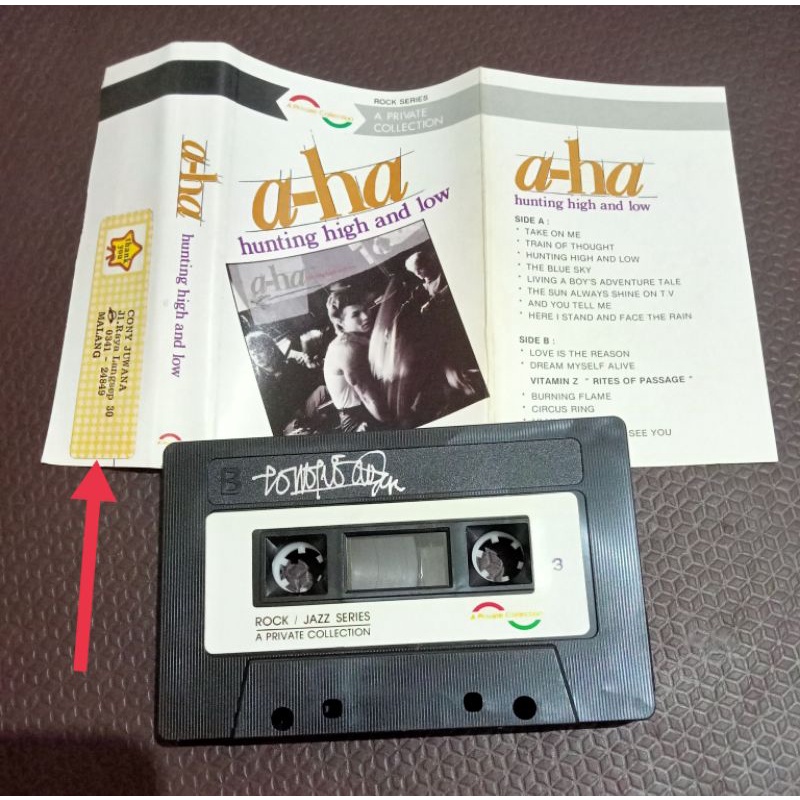 Thank you
CONY JUWANA
Jl. Raya Langsep 30
0341 - 24849
MALANG
a-ha hunting high and low
A Private Collection
ROCK SERIES
A PRIVATE
COLLECTION
a-ha
hunting high and low
a-ha
a-ha
hunting high and low
SIDE A :
* TAKE ON ME
* TRAIN OF THOUGHT
* HUNTING HIGH AND LOW
* THE BLUE SKY
* LIVING A BOY'S ADVENTURE TALE
* THE SUN ALWAYS SHINE ON T V
* AND YOU TELL ME
* HERE I STAND AND FACE THE RAIN
SIDE B :
* LOVE IS THE REASON
* DREAM MYSELF ALIVE
VITAMIN Z " RITES OF PASSAGE "
* BURNING FLAME
* CIRCUS RING
SEE YOU
B
3
ROCK / JAZZ SERIES
A PRIVATE COLLECTION
A Private Collection